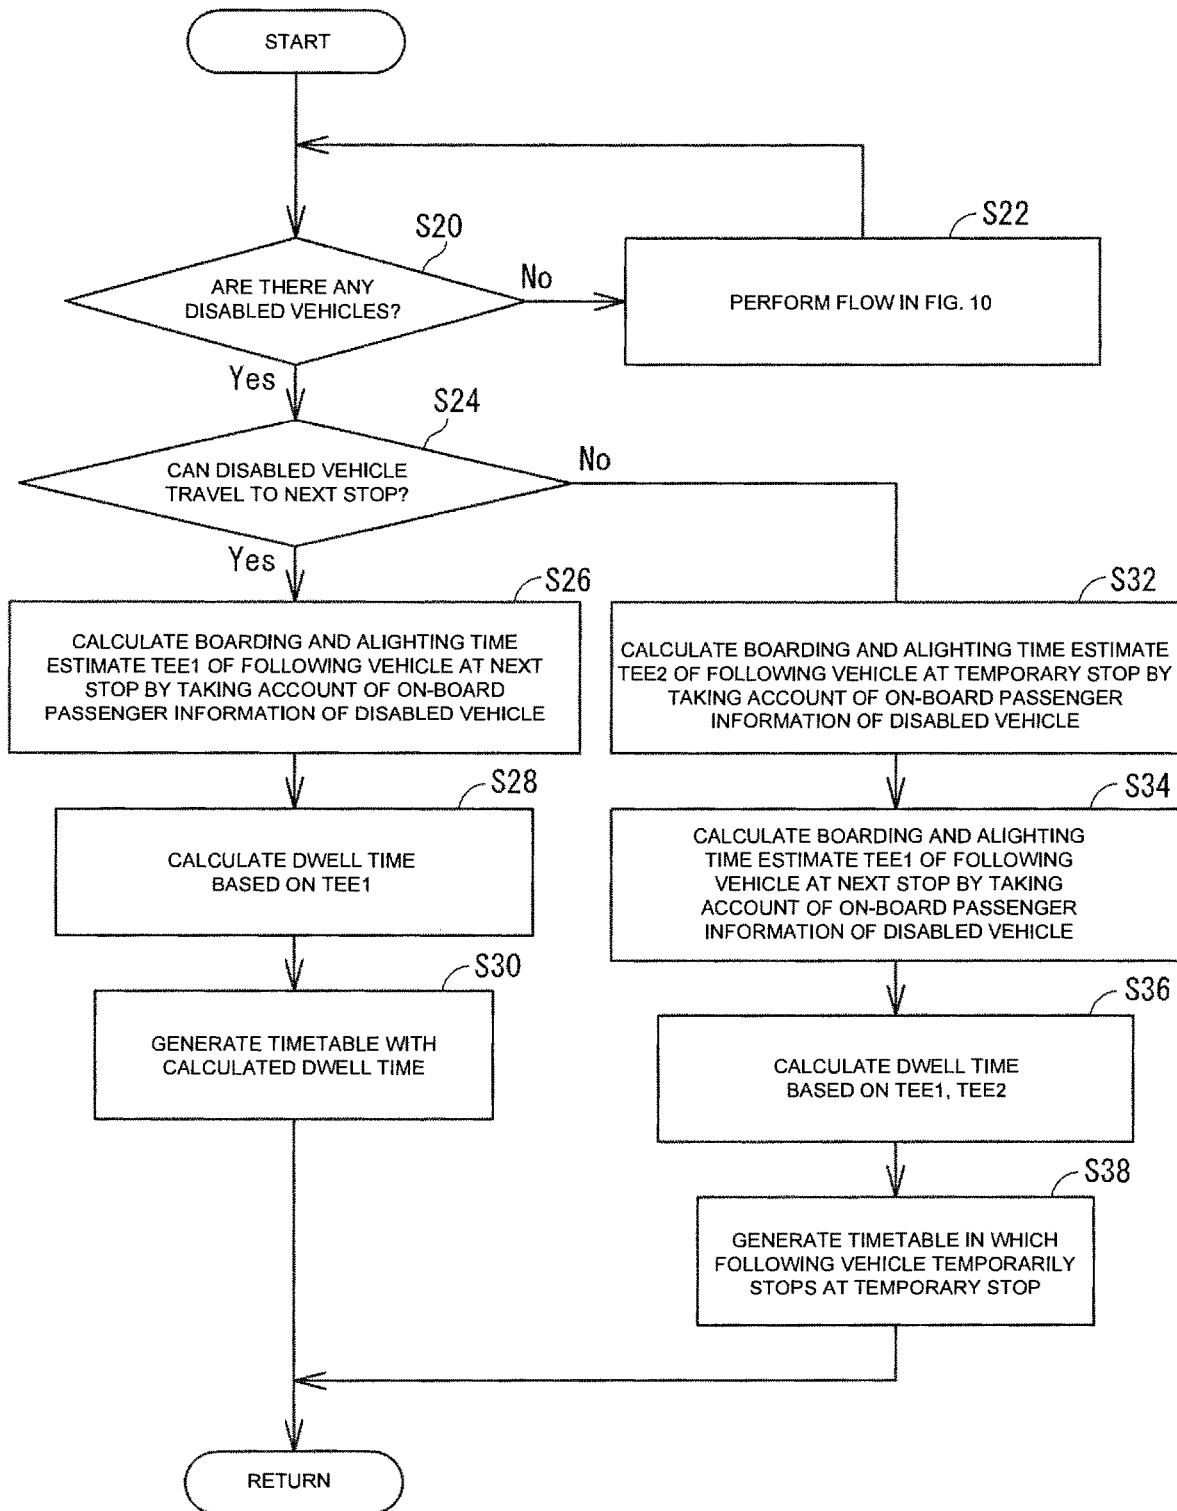 START
S20
ARE THERE ANY
DISABLED VEHICLES?
No
S22
PERFORM FLOW IN FIG. 10
Yes
S24
CAN DISABLED VEHICLE
TRAVEL TO NEXT STOP?
No
Yes
S26
CALCULATE BOARDING AND ALIGHTING TIME
ESTIMATE TEE1 OF FOLLOWING VEHICLE AT NEXT
STOP BY TAKING ACCOUNT OF ON-BOARD
PASSENGER INFORMATION OF DISABLED VEHICLE
S28
CALCULATE DWELL TIME
BASED ON TEE1
S30
GENERATE TIMETABLE WITH
CALCULATED DWELL TIME
S32
CALCULATE BOARDING AND ALIGHTING TIME ESTIMATE
TEE2 OF FOLLOWING VEHICLE AT TEMPORARY STOP BY
TAKING ACCOUNT OF ON-BOARD PASSENGER
INFORMATION OF DISABLED VEHICLE
S34
CALCULATE BOARDING AND ALIGHTING
TIME ESTIMATE TEE1 OF FOLLOWING
VEHICLE AT NEXT STOP BY TAKING
ACCOUNT OF ON-BOARD PASSENGER
INFORMATION OF DISABLED VEHICLE
S36
CALCULATE DWELL TIME
BASED ON TEE1, TEE2
S38
GENERATE TIMETABLE IN WHICH
FOLLOWING VEHICLE TEMPORARILY
STOPS AT TEMPORARY STOP
RETURN